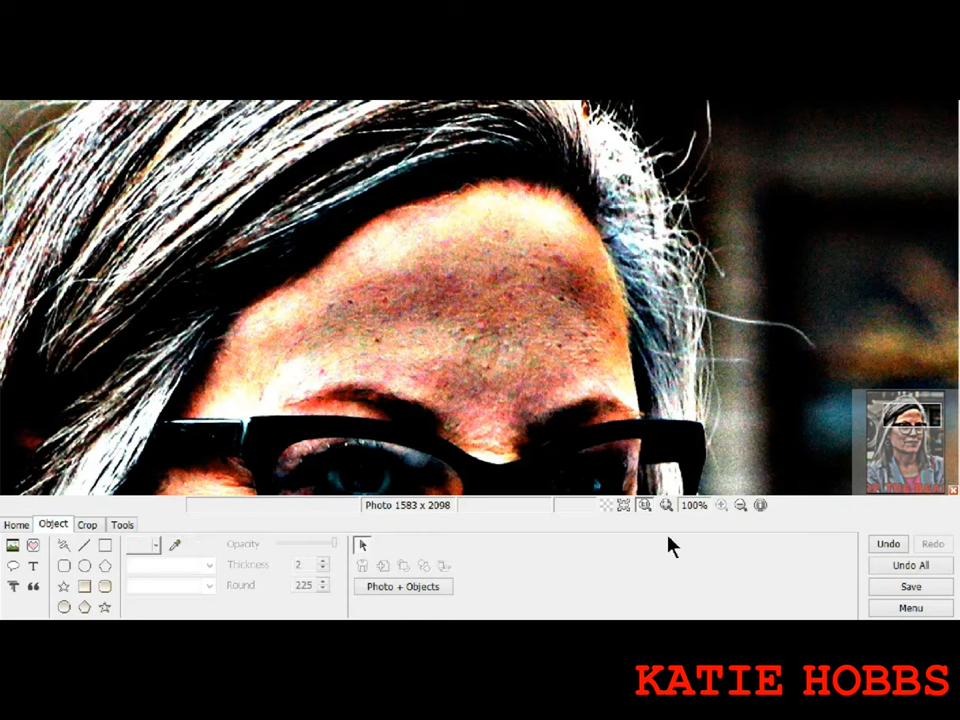 Photo 1583 x 2098
100%
Home Object Crop Tools
Opacity
Thickness 2
Round 225
Photo + Objects
Undo Redo
Undo All
Save
Menu
KATIE HOBBS